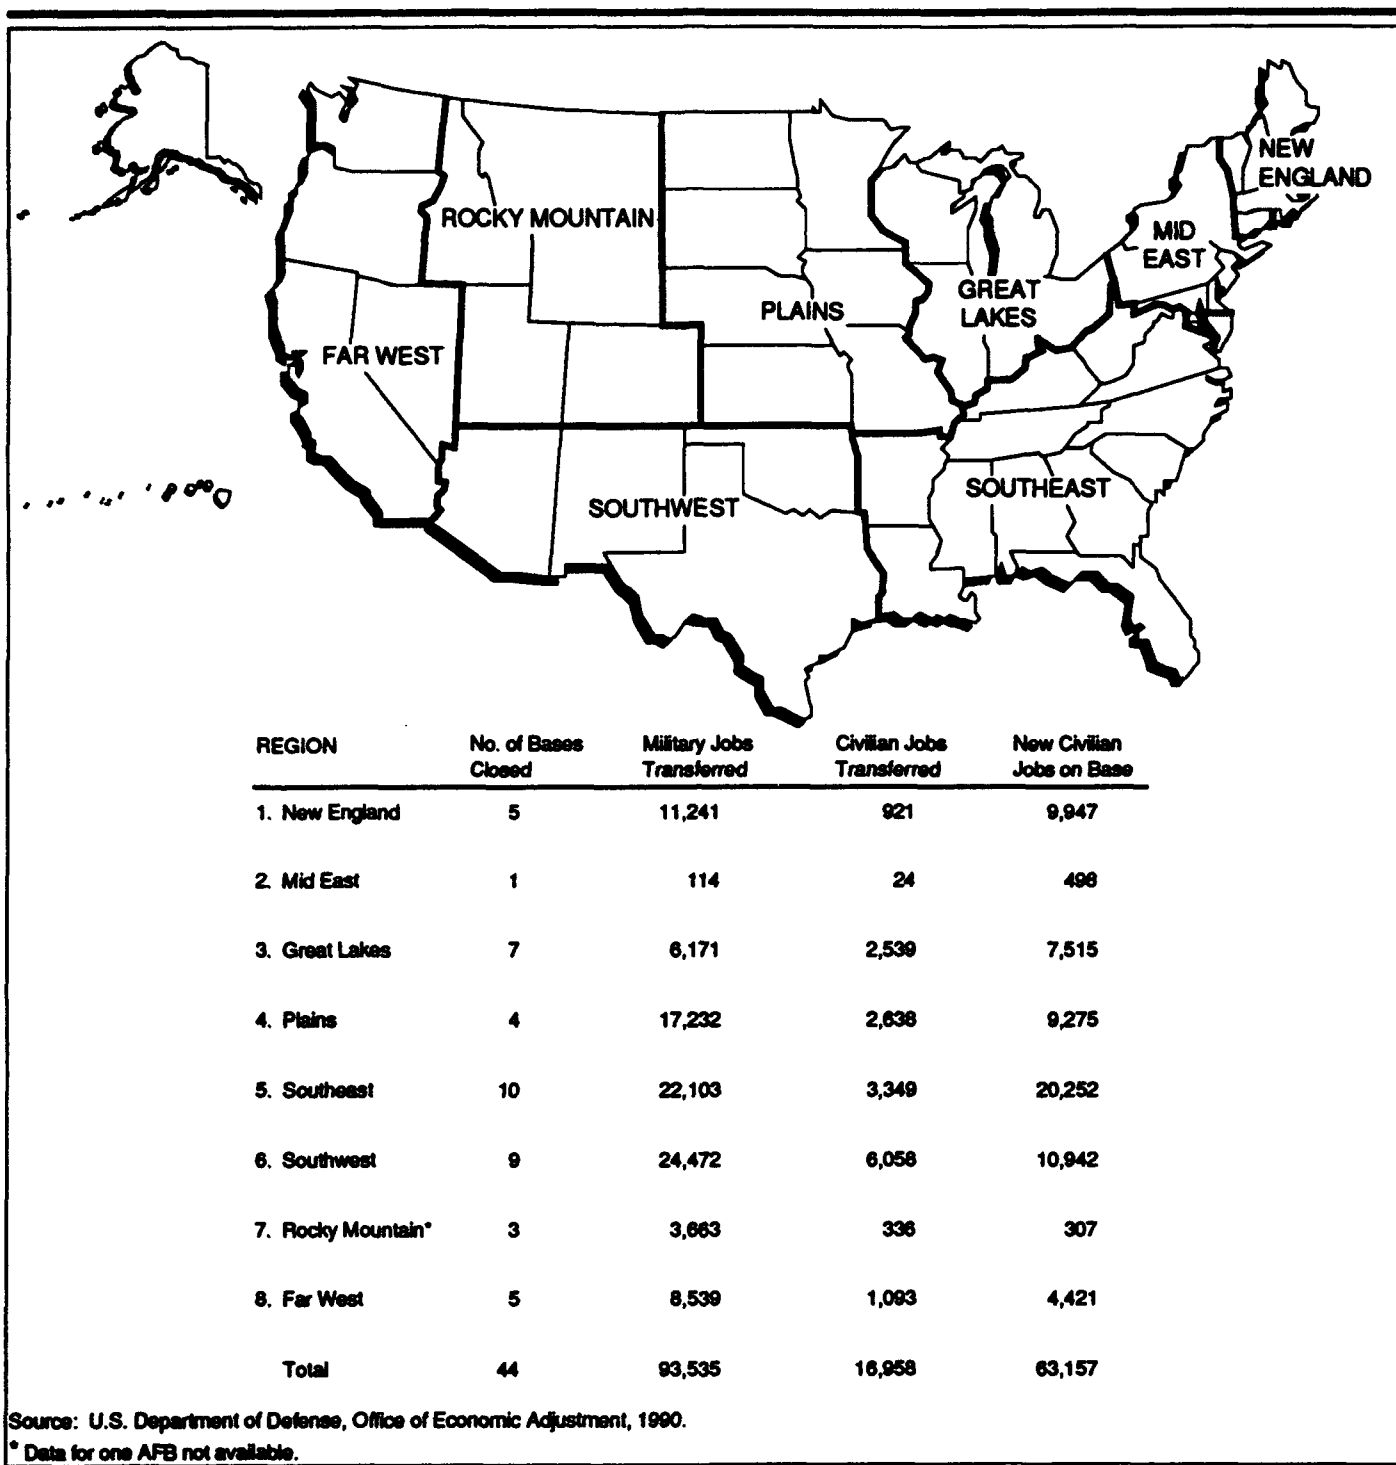 NEW
ENGLAND
ROCKY MOUNTAIN
MID
EAST
GREAT
LAKES
PLAINS
FAR WEST
SOUTHEAST
SOUTHWEST
REGION No. of Bases Closed Military Jobs Transferred Civilian Jobs Transferred New Civilian Jobs on Base
1. New England 5 11,241 921 9,947
2. Mid East 1 114 24 498
3. Great Lakes 7 6,171 2,539 7,515
4. Plains 4 17,232 2,638 9,275
5. Southeast 10 22,103 3,349 20,252
6. Southwest 9 24,472 6,058 10,942
7. Rocky Mountain* 3 3,663 336 307
8. Far West 5 8,539 1,093 4,421
Total 44 93,535 16,958 63,157
Source: U.S. Department of Defense, Office of Economic Adjustment, 1990.
* Data for one AFB not available.